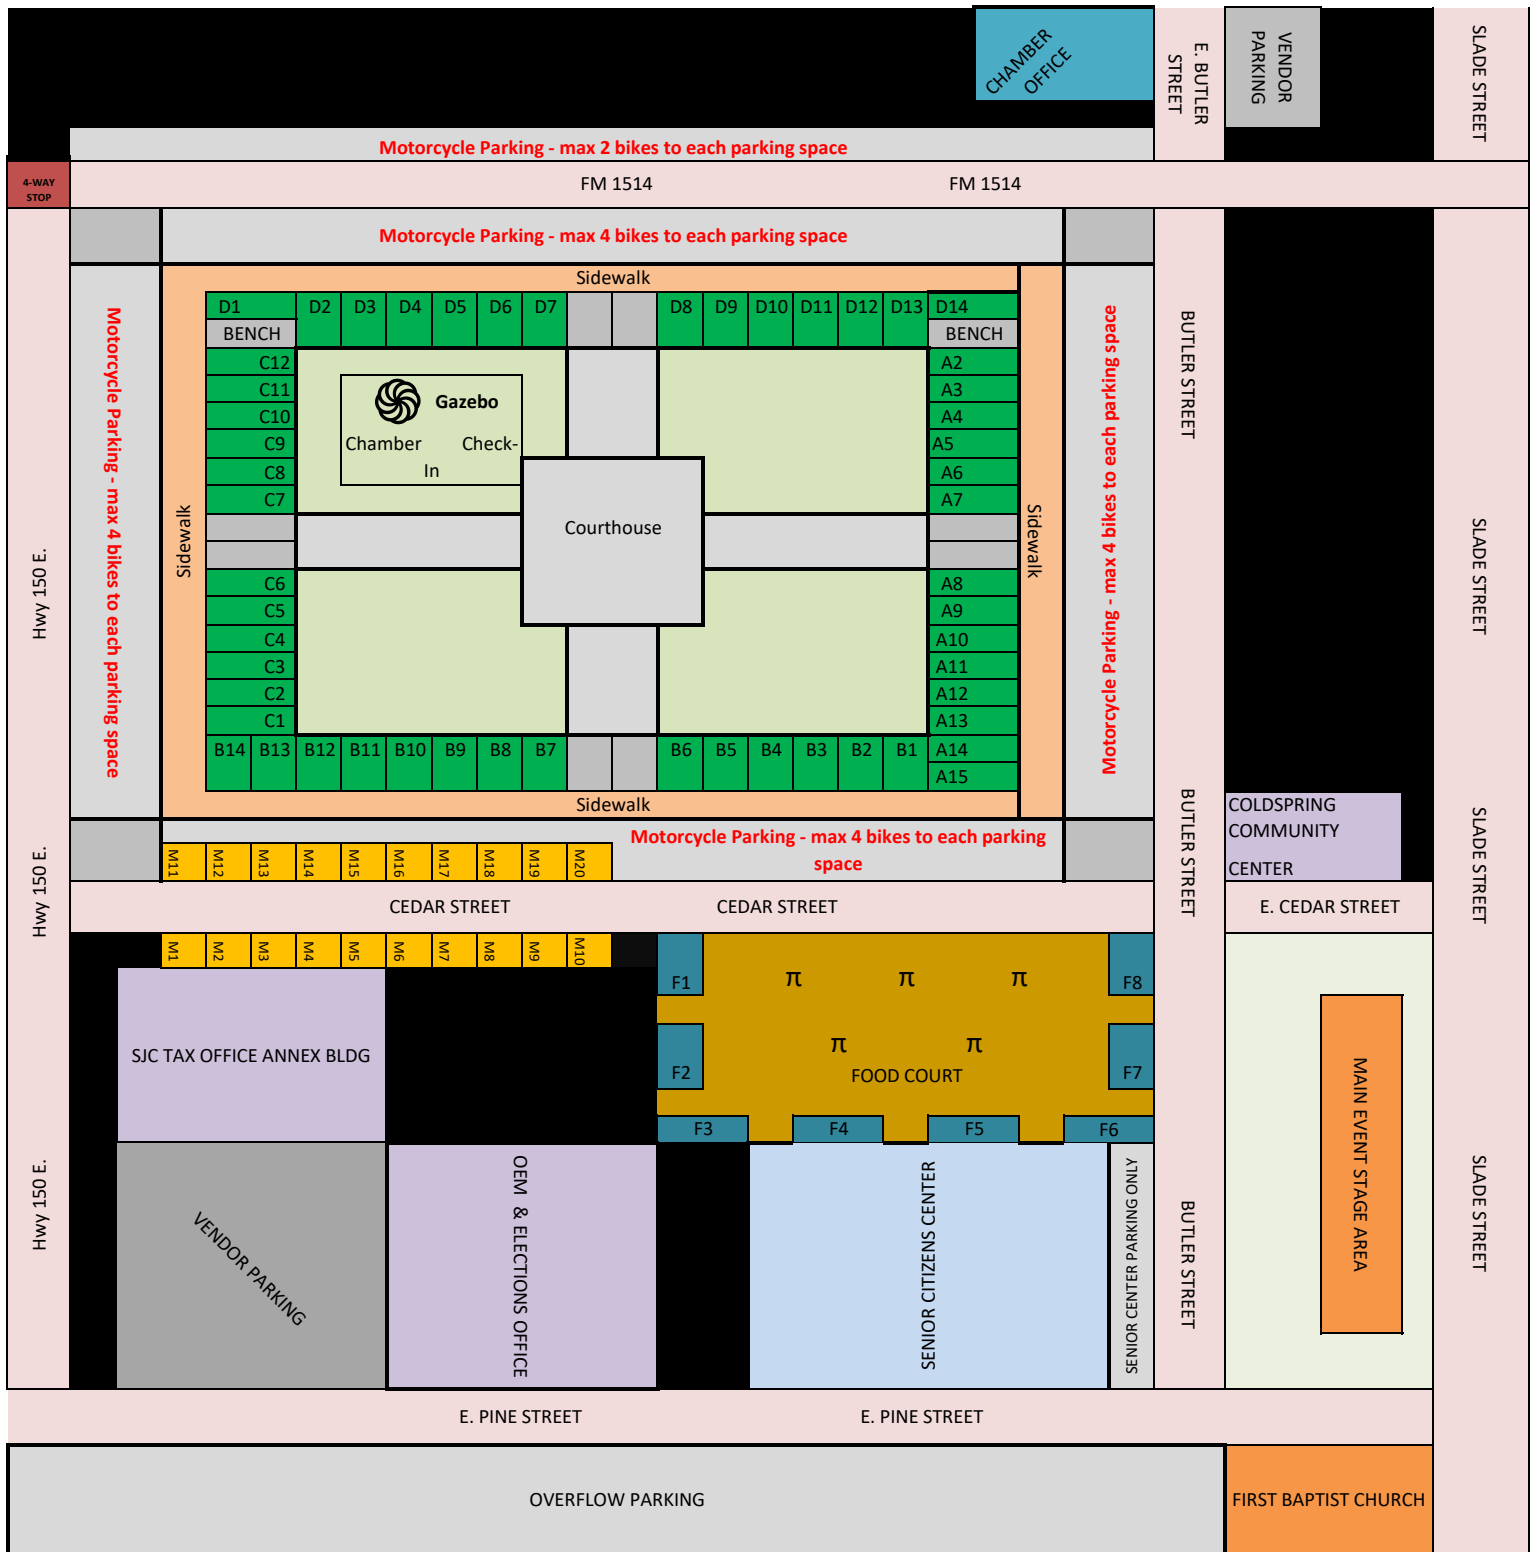 CHAMBER
OFFICE
E. BUTLER
STREET
VENDOR
PARKING
SLADE STREET
Motorcycle Parking - max 2 bikes to each parking space
4-WAY
STOP
FM 1514
FM 1514
Motorcycle Parking - max 4 bikes to each parking space
Sidewalk
D1
D2
D3
D4
D5
D6
D7
D8
D9
D10
D11
D12
D13
D14
BENCH
BENCH
C12
C11
C10
C9
C8
C7
C6
C5
C4
C3
C2
C1
Gazebo
Chamber Check-
In
Courthouse
A2
A3
A4
A5
A6
A7
A8
A9
A10
A11
A12
A13
A14
A15
B14
B13
B12
B11
B10
B9
B8
B7
B6
B5
B4
B3
B2
B1
Sidewalk
Sidewalk
Sidewalk
Motorcycle Parking - max 4 bikes to each parking space
Motorcycle Parking - max 4 bikes to each parking space
Hwy 150 E.
BUTLER STREET
SLADE STREET
Motorcycle Parking - max 4 bikes to each parking
space
M11
M12
M13
M14
M15
M16
M17
M18
M19
M20
Hwy 150 E.
BUTLER STREET
COLDSPRING
COMMUNITY
CENTER
SLADE STREET
CEDAR STREET
CEDAR STREET
E. CEDAR STREET
M1
M2
M3
M4
M5
M6
M7
M8
M9
M10
F1
π π π
F8
SJC TAX OFFICE ANNEX BLDG
F2
π π
FOOD COURT
F7
F3
F4
F5
F6
MAIN EVENT STAGE AREA
Hwy 150 E.
VENDOR PARKING
OEM & ELECTIONS OFFICE
SENIOR CITIZENS CENTER
SENIOR CENTER PARKING ONLY
BUTLER STREET
SLADE STREET
E. PINE STREET
E. PINE STREET
OVERFLOW PARKING
FIRST BAPTIST CHURCH